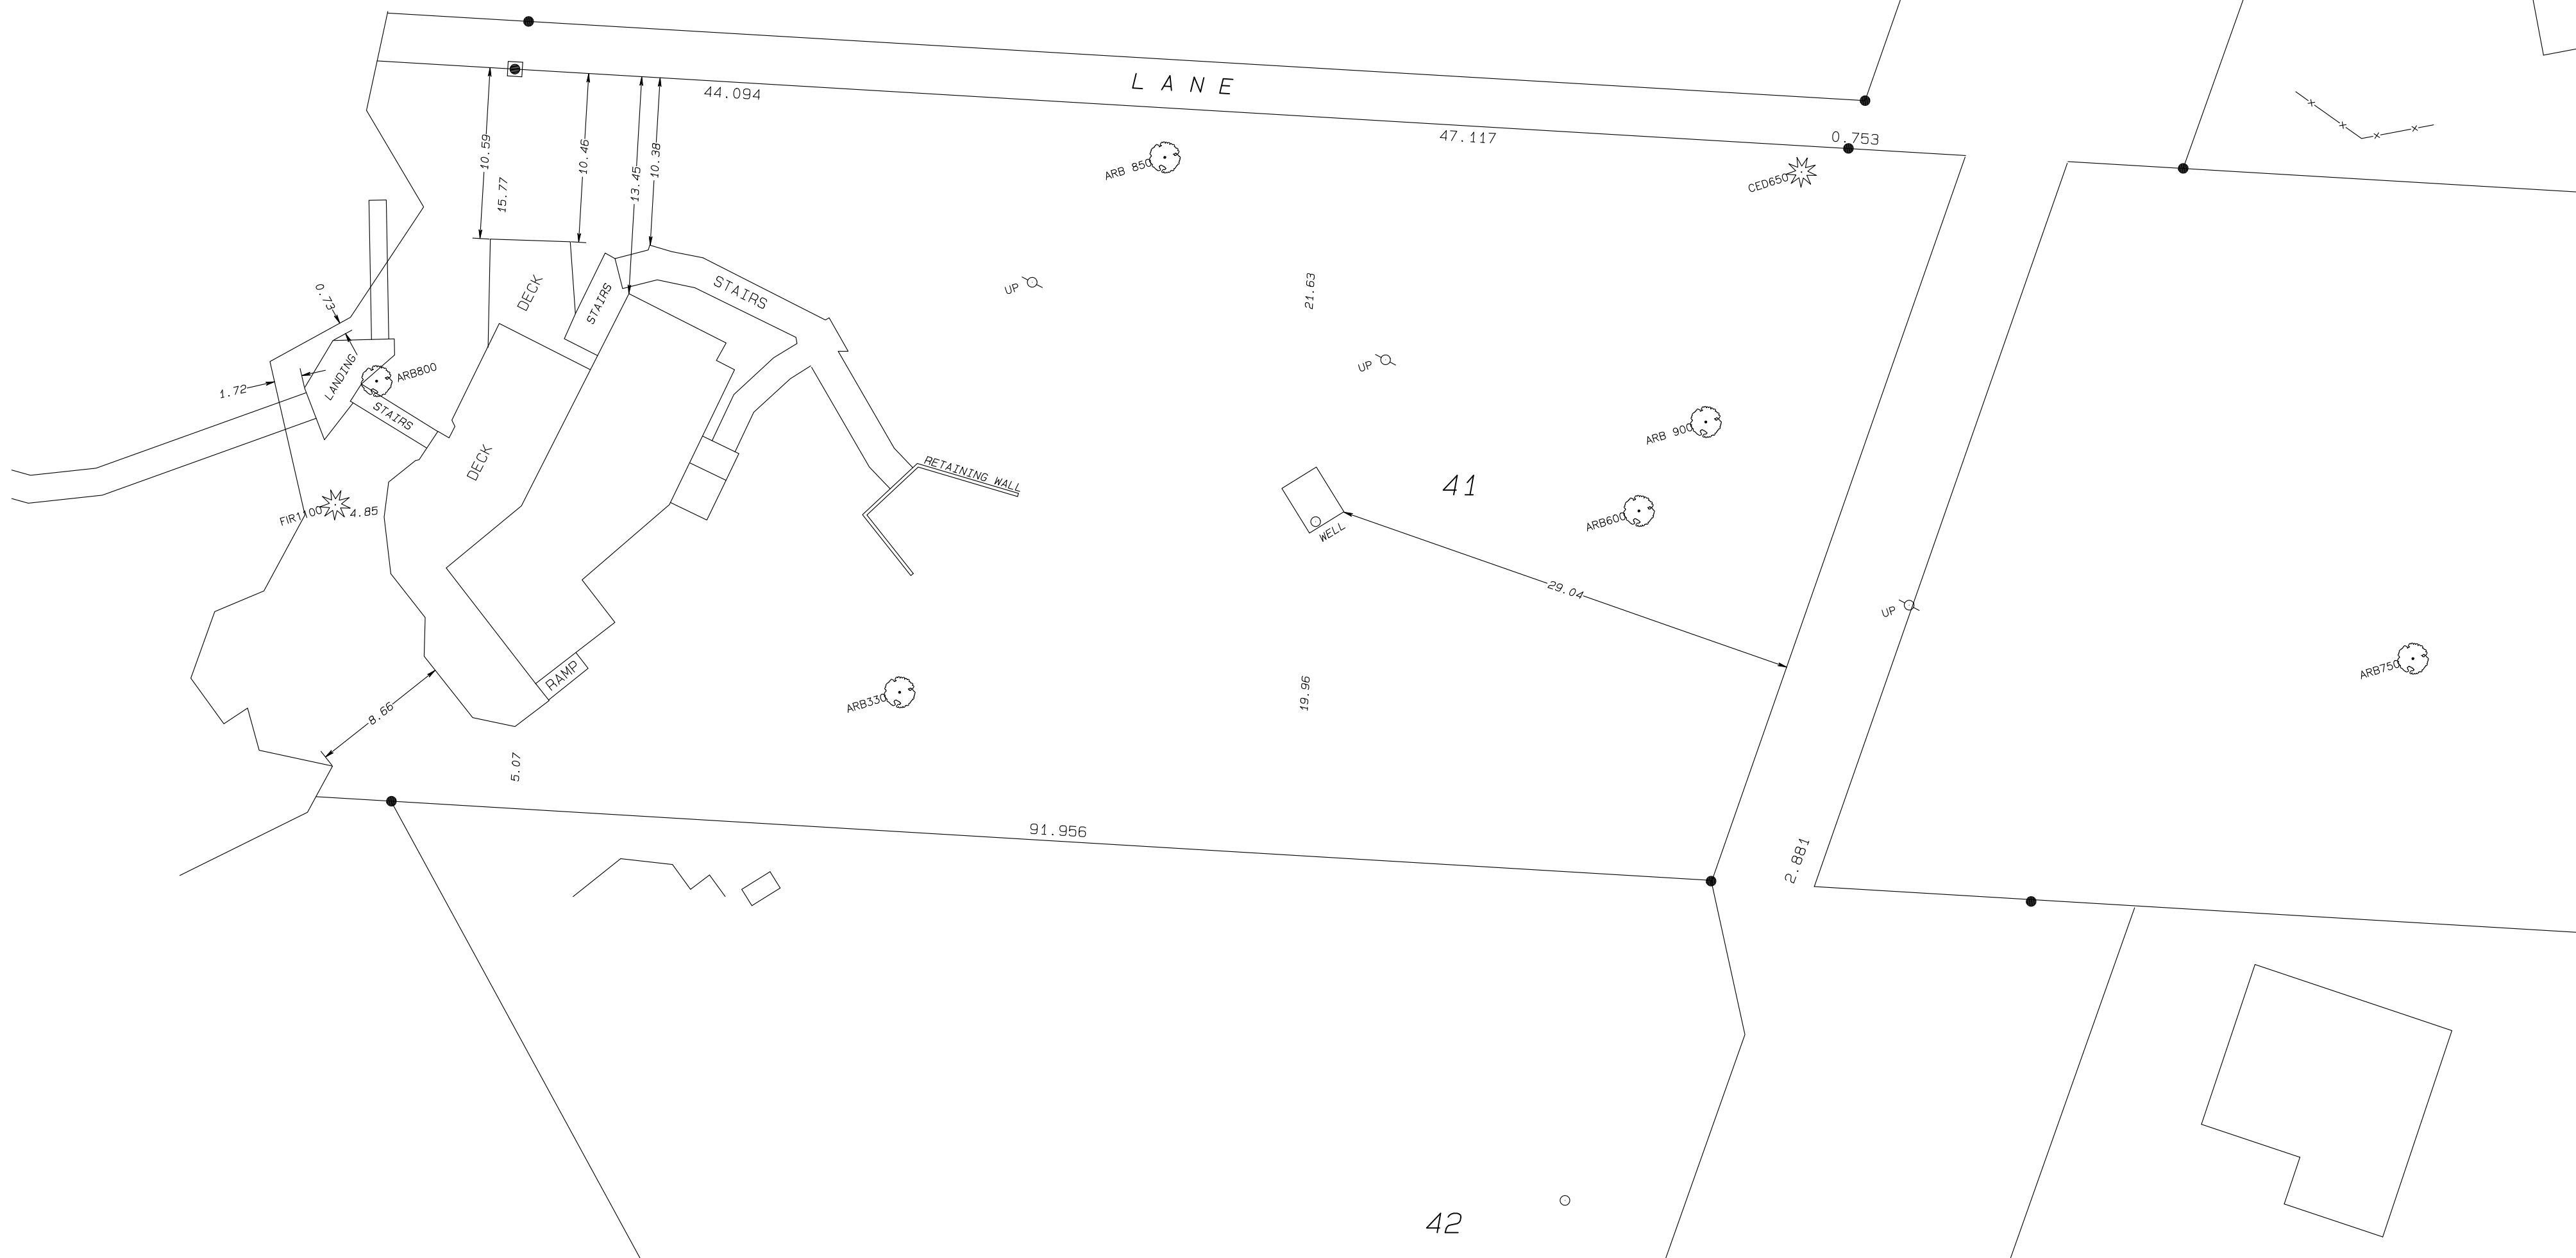 LANE
44.094
47.117
0.753
10.59
15.77
10.46
13.45
10.38
ARB 850
CED650
DECK
STAIRS
STAIRS
UP
21.63
0.73
UP
LANDING
ARB800
1.72
STAIRS
ARB 900
DECK
RETAINING WALL
41
FIR1100
4.85
WELL
ARB600
29.04
UP
RAMP
ARB330
19.96
ARB750
8.66
5.07
91.956
2.881
42